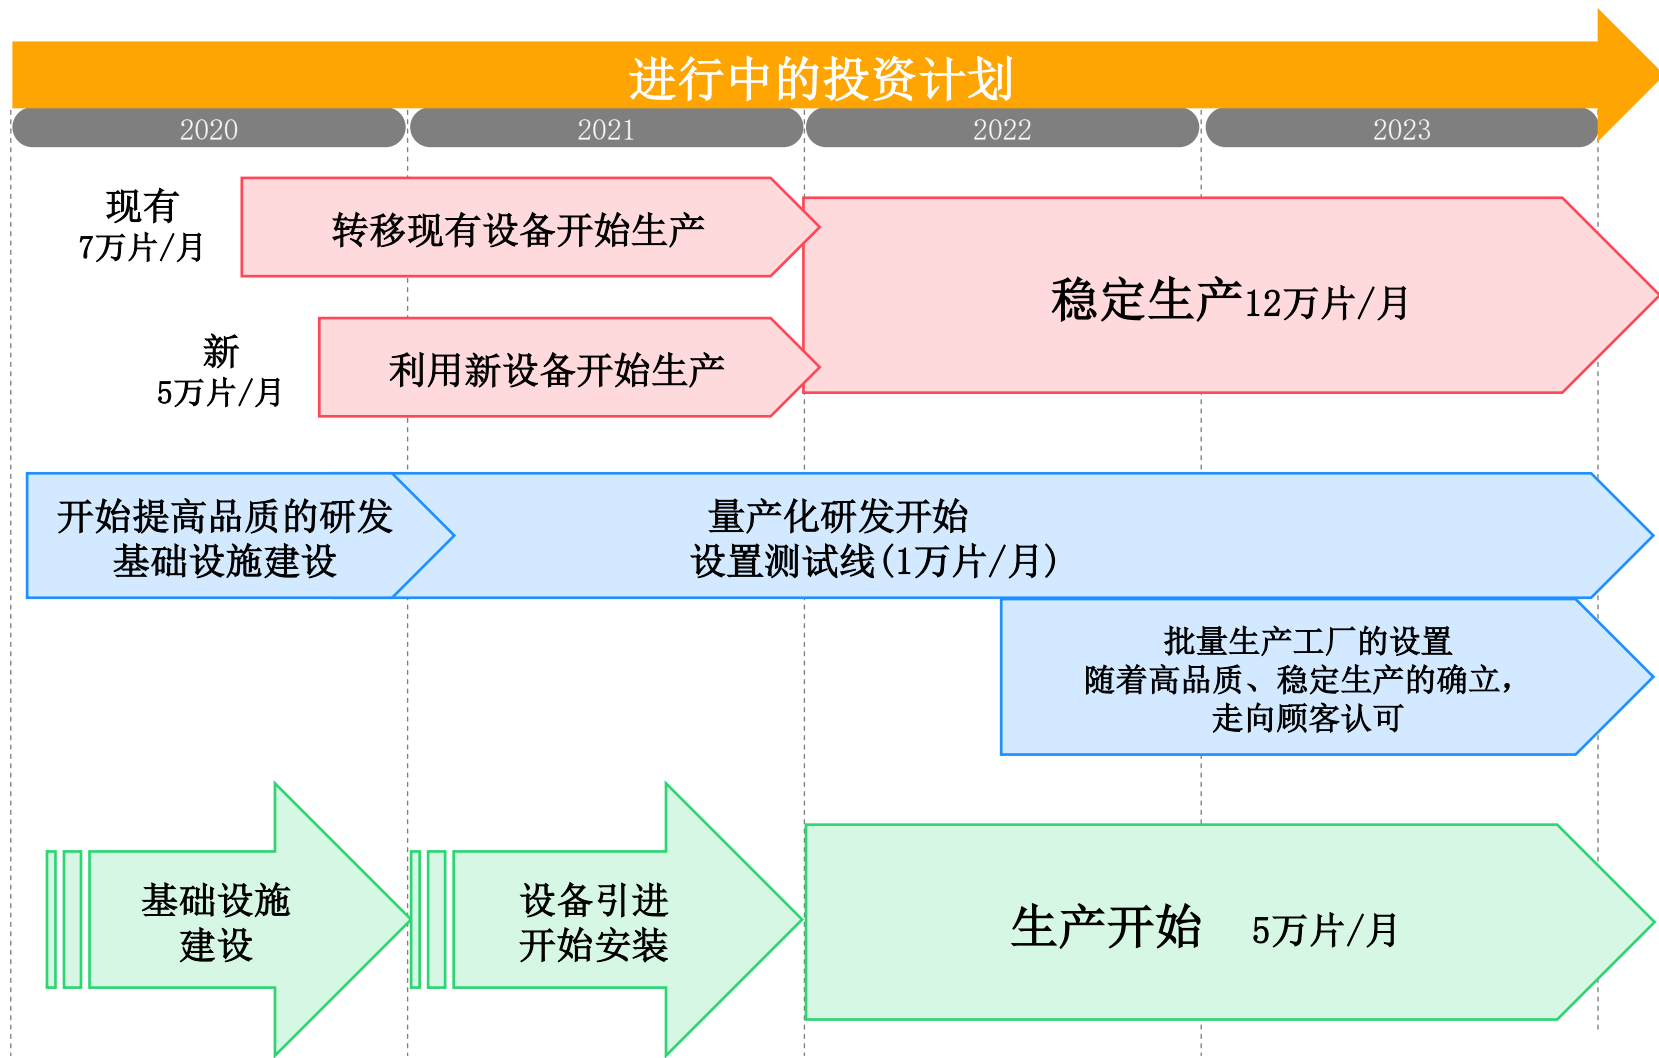 进行中的投资计划
2020
2021
2022
2023
现有
7万片/月
转移现有设备开始生产
稳定生产12万片/月
新
5万片/月
利用新设备开始生产
开始提高品质的研发
基础设施建设
量产化研发开始
设置测试线(1万片/月)
批量生产工厂的设置
随着高品质、稳定生产的确立，
走向顾客认可
基础设施
建设
设备引进
开始安装
生产开始 5万片/月